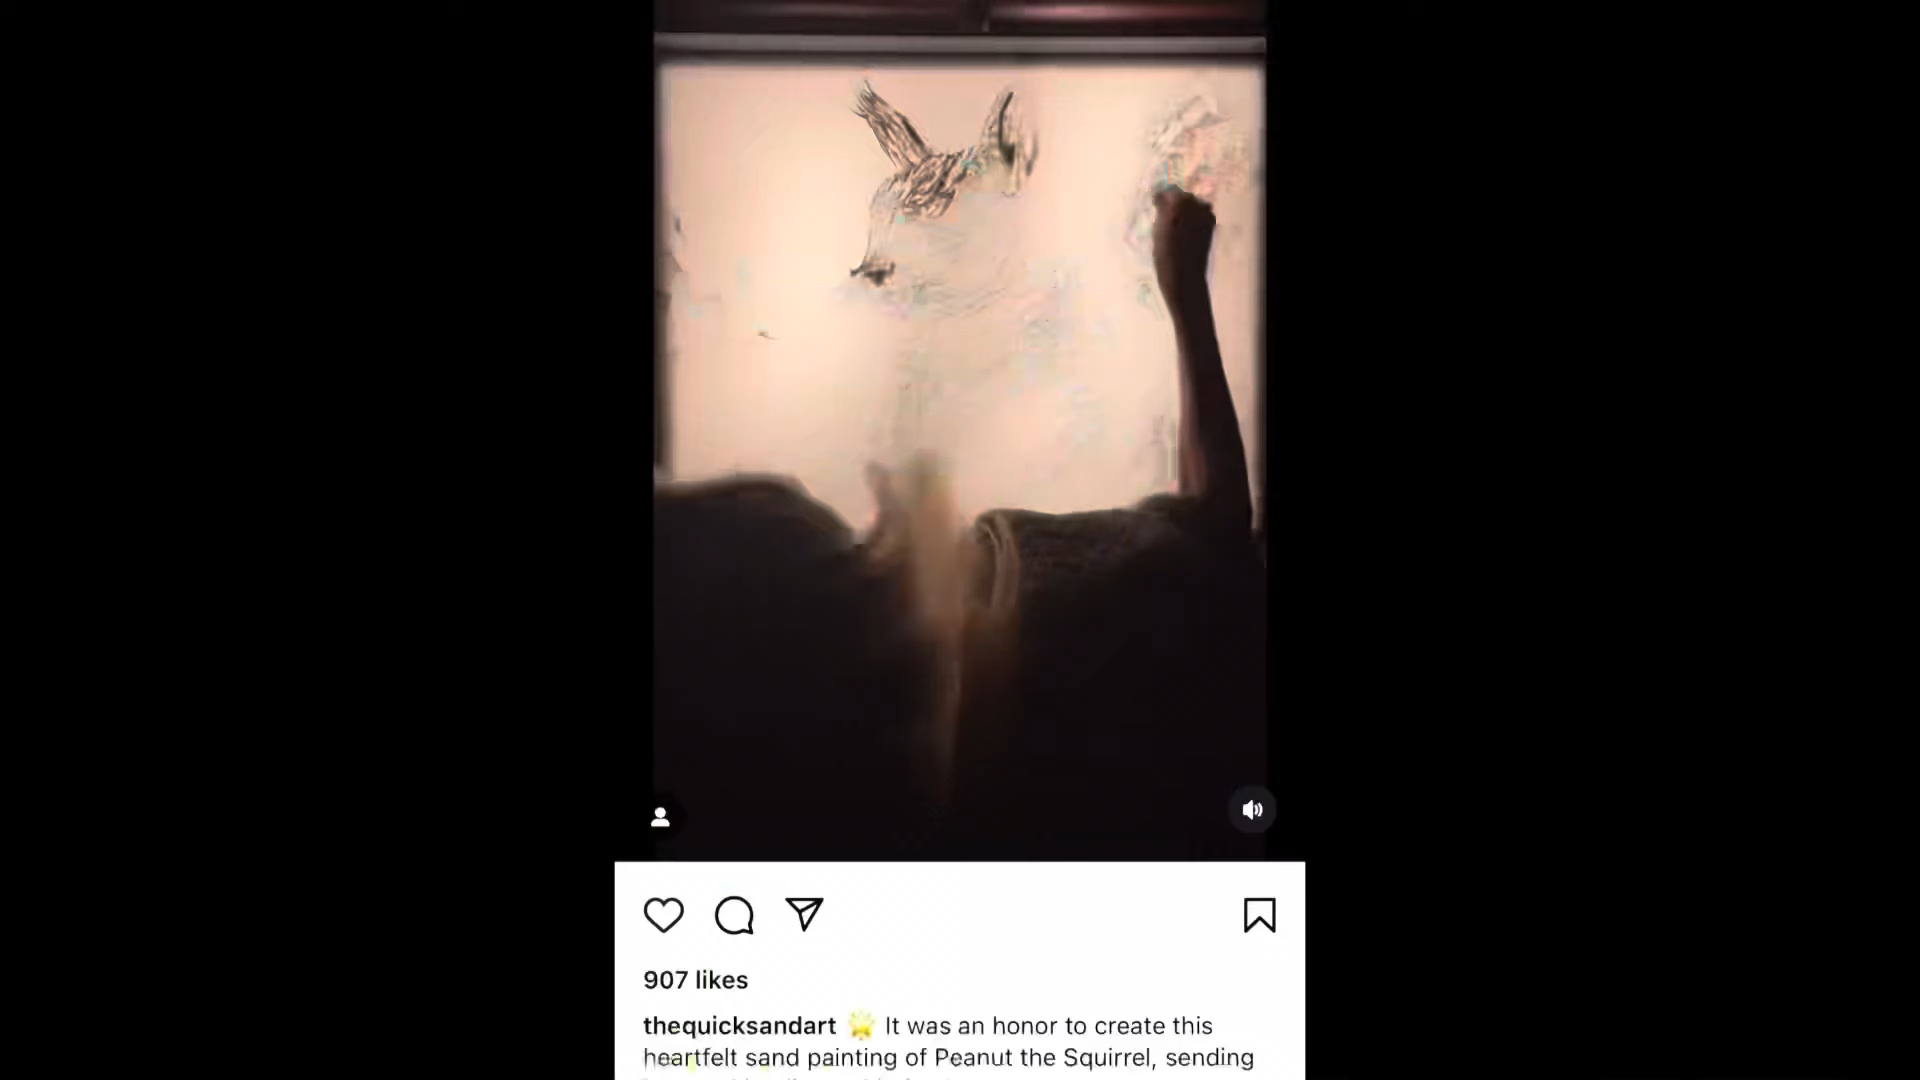 907 likes
thequicksandart 🌟 It was an honor to create this
heartfelt sand painting of Peanut the Squirrel, sending